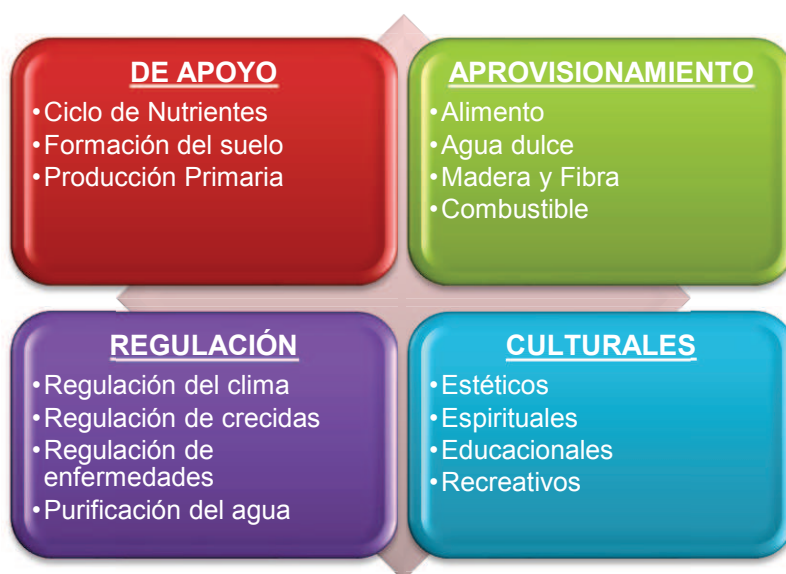 DE APOYO
•Ciclo de Nutrientes
•Formación del suelo
•Producción Primaria
APROVISIONAMIENTO
•Alimento
•Agua dulce
•Madera y Fibra
•Combustible
REGULACIÓN
•Regulación del clima
•Regulación de crecidas
•Regulación de
enfermedades
•Purificación del agua
CULTURALES
•Estéticos
•Espirituales
•Educacionales
•Recreativos